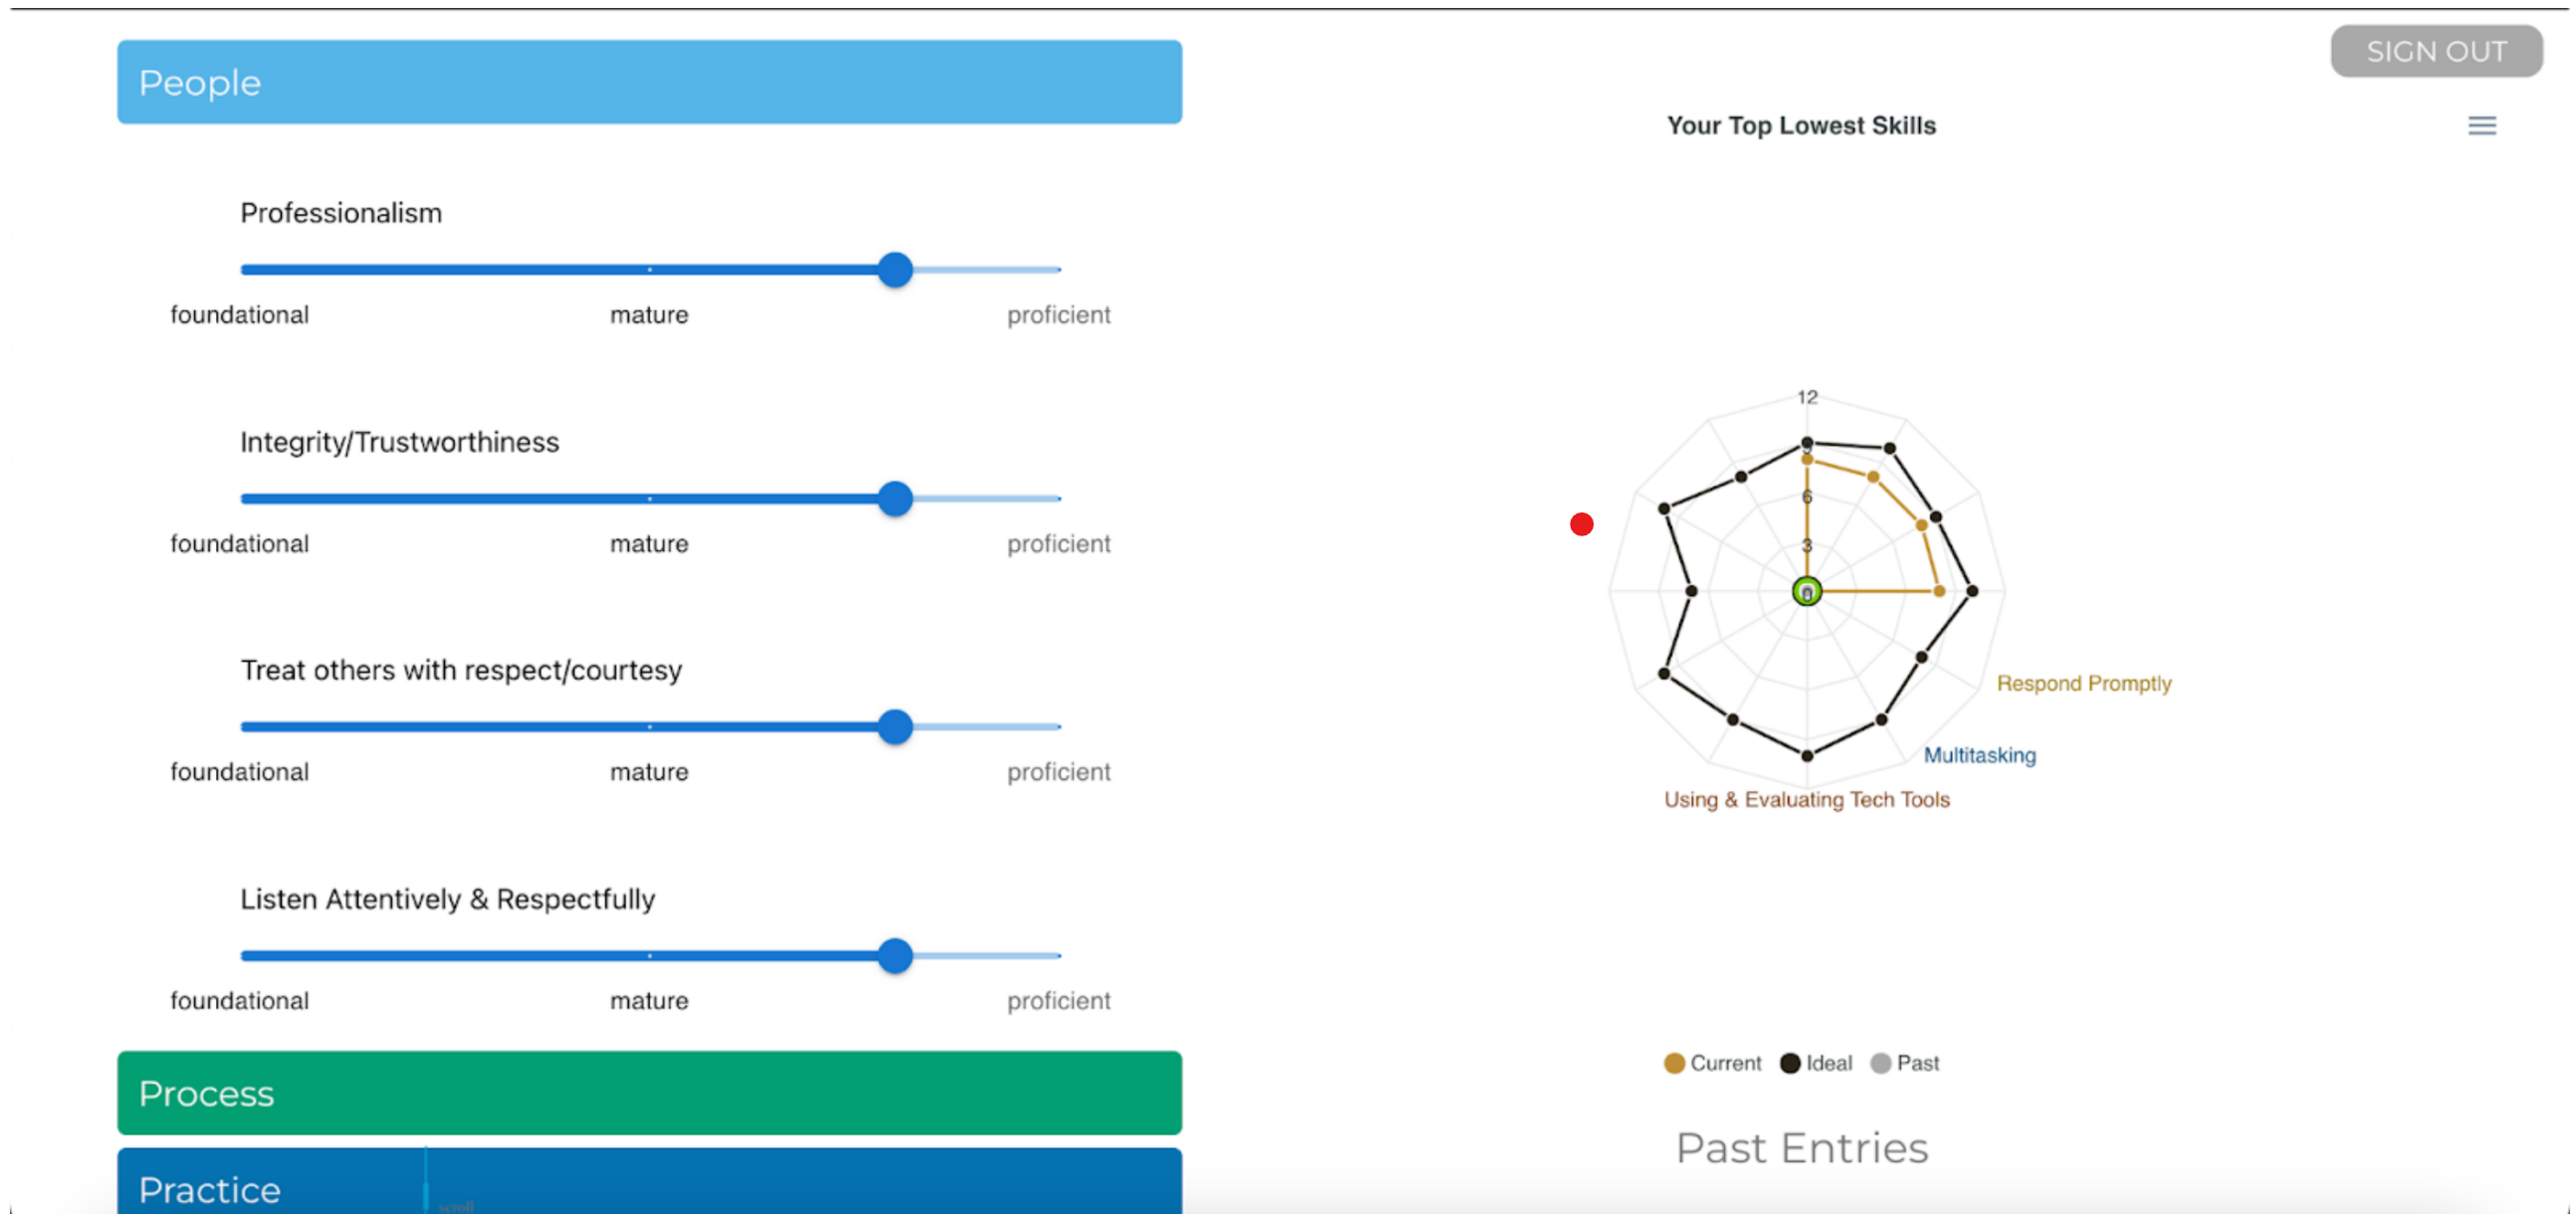 People
SIGN OUT
Your Top Lowest Skills
Professionalism
foundational mature proficient
Integrity/Trustworthiness
foundational mature proficient
Treat others with respect/courtesy
foundational mature proficient
Listen Attentively & Respectfully
foundational mature proficient
Process
Practice
scroll
12
9
6
3
0
Respond Promptly
Multitasking
Using & Evaluating Tech Tools
Current Ideal Past
Past Entries